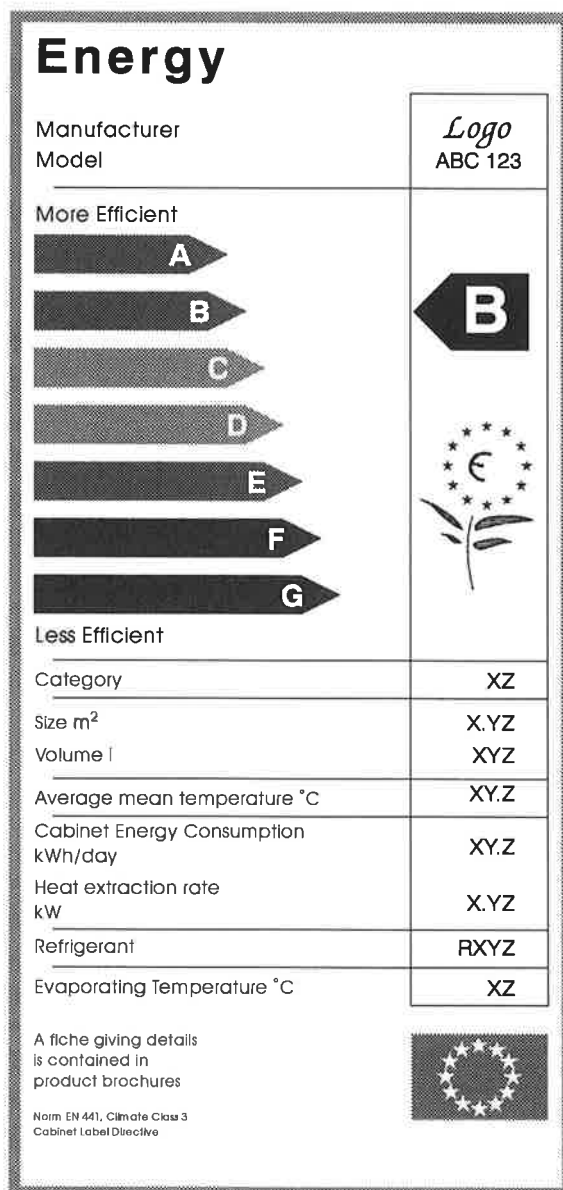 Energy
Manufacturer
Model
Logo
ABC 123
More Efficient
A
B
C
D
E
F
G
B
Є
Less Efficient
Category XZ
Size m² X.YZ
Volume l XYZ
Average mean temperature °C XY.Z
Cabinet Energy Consumption
kWh/day XY.Z
Heat extraction rate
kW X.YZ
Refrigerant RXYZ
Evaporating Temperature °C XZ
A fiche giving details
is contained in
product brochures
Norm EN 441, Climate Class 3
Cabinet Label Directive